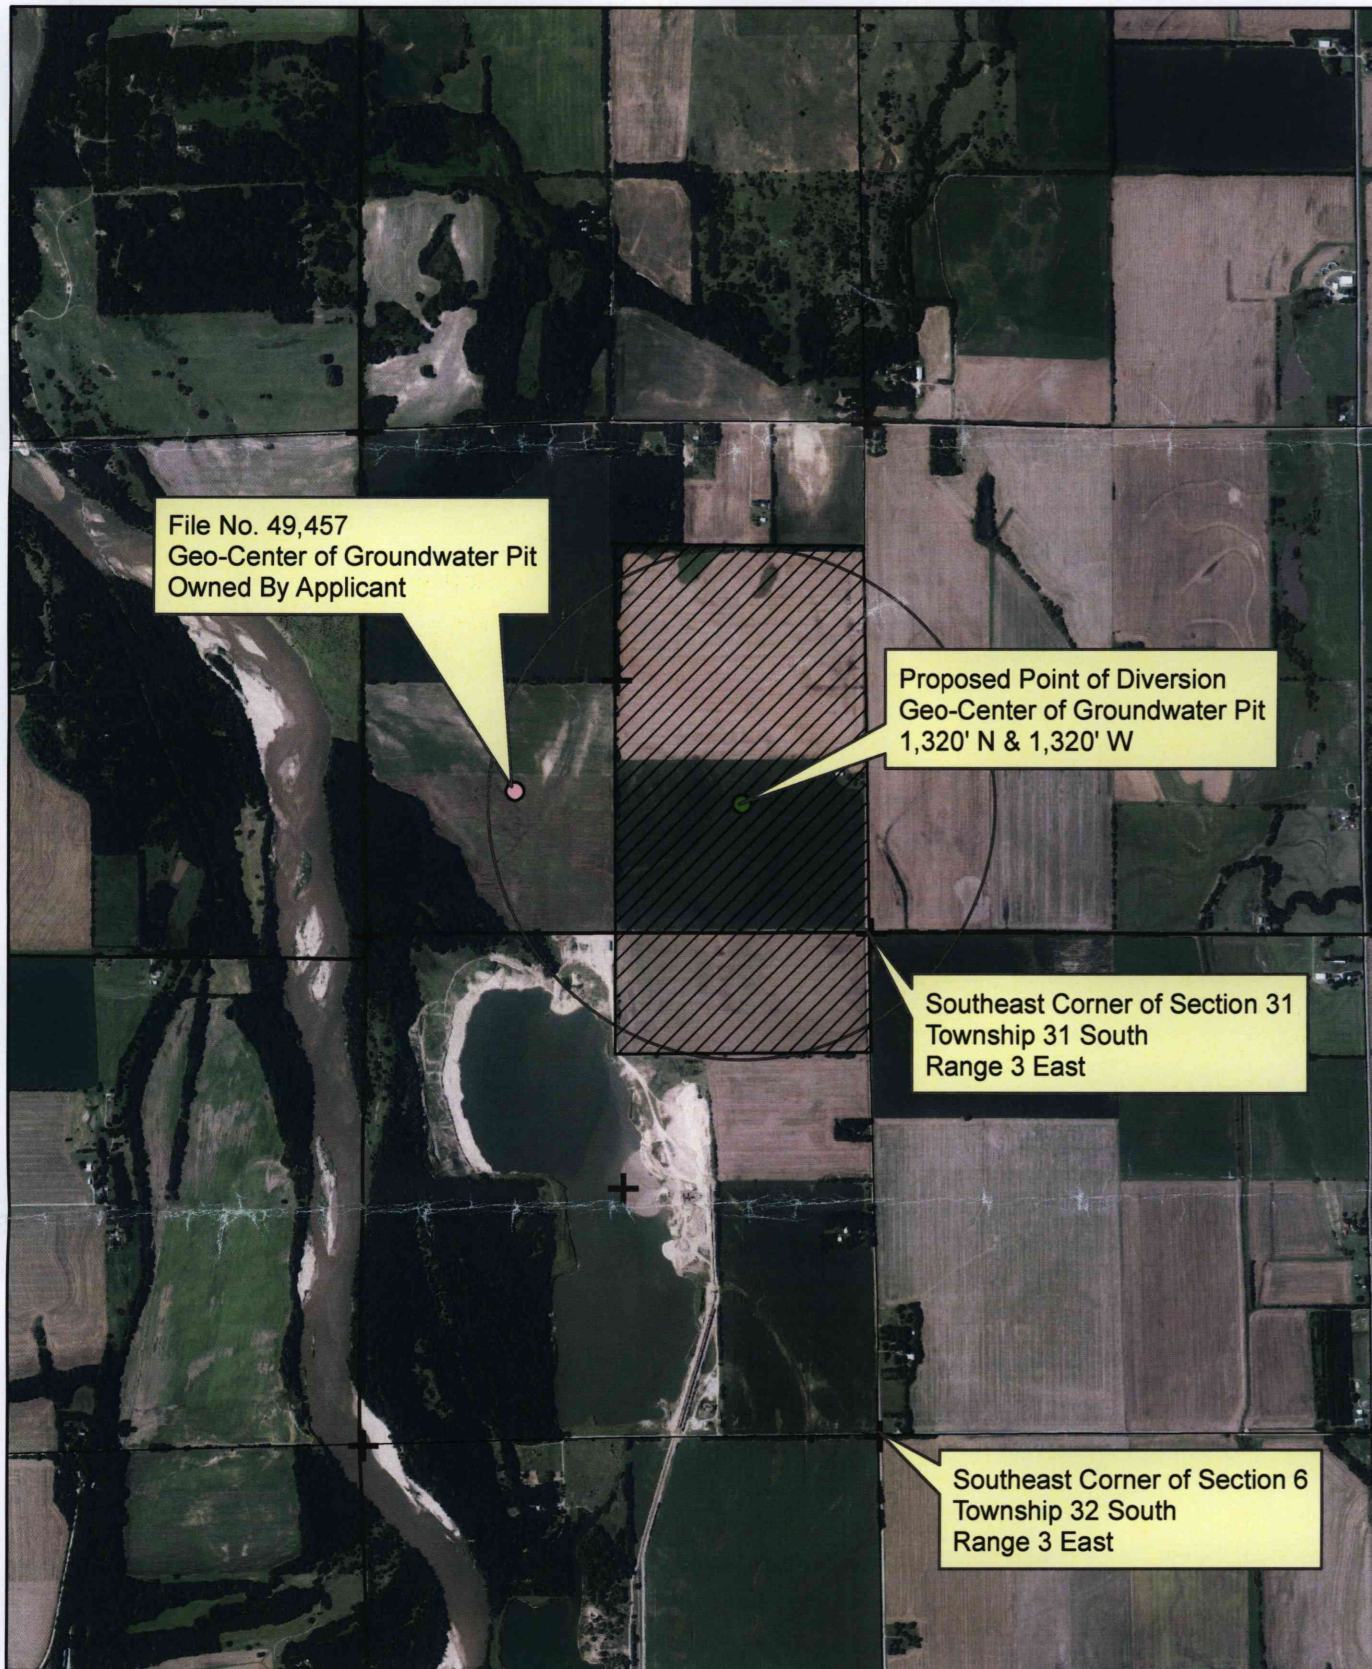 File No. 49,457
Geo-Center of Groundwater Pit
Owned By Applicant
Proposed Point of Diversion
Geo-Center of Groundwater Pit
1,320' N & 1,320' W
Southeast Corner of Section 31
Township 31 South
Range 3 East
Southeast Corner of Section 6
Township 32 South
Range 3 East